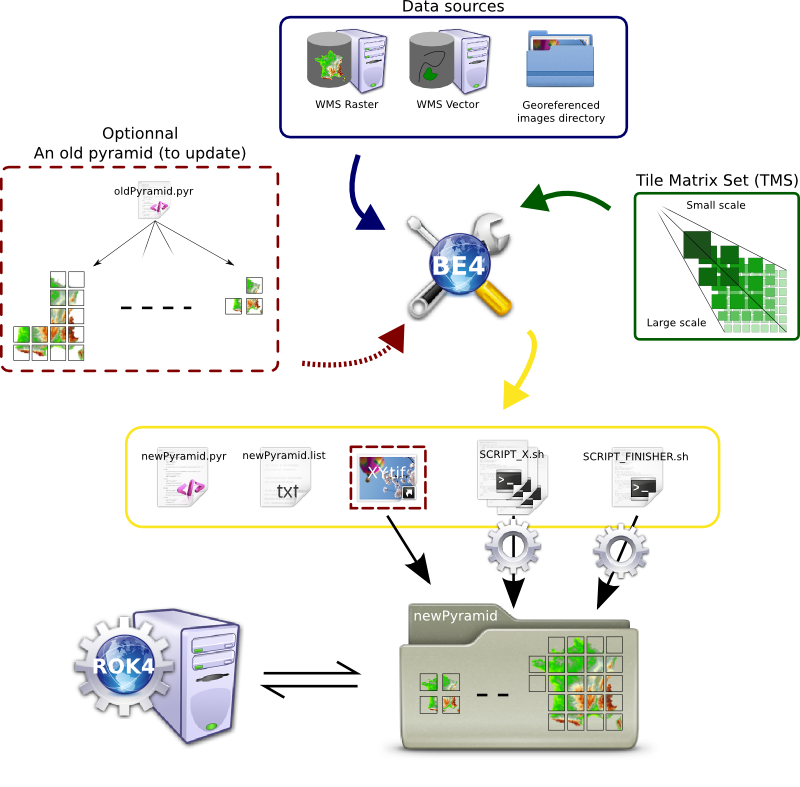 Data sources
WMS Raster
WMS Vector
Georeferenced
images directory
Optionnal
An old pyramid (to update)
oldPyramid.pyr
Tile Matrix Set (TMS)
Small scale
Large scale
BE4
newPyramid.pyr
newPyramid.list
txt
XY.tif
SCRIPT_X.sh
SCRIPT_FINISHER.sh
newPyramid
ROK4